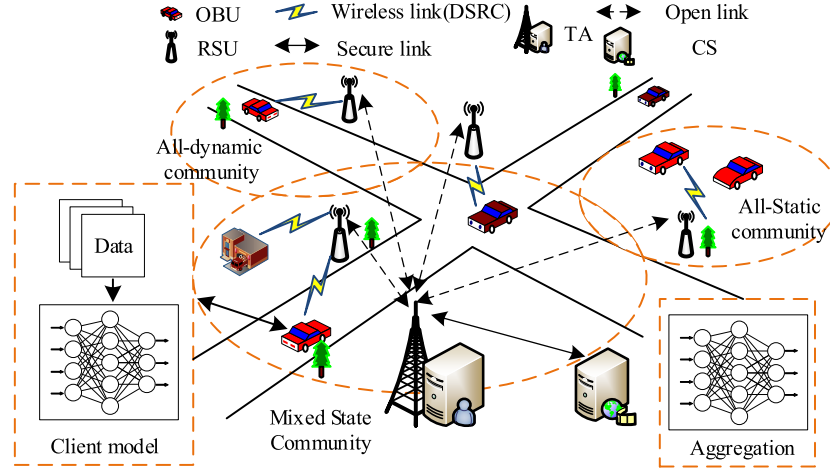 OBU
Wireless link(DSRC)
TA
Open link
RSU
Secure link
CS
All-dynamic
community
All-Static
community
Data
Client model
Mixed State
Community
Aggregation